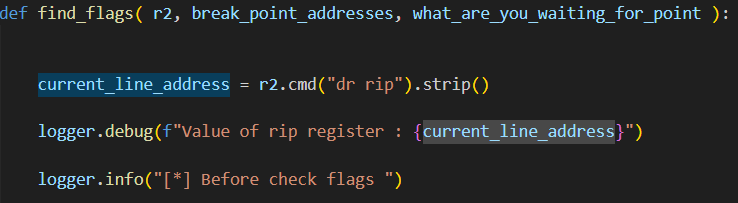 def find_flags( r2, break_point_addresses, what_are_you_waiting_for_point ):
current_line_address = r2.cmd("dr rip").strip()
logger.debug(f"Value of rip register : {current_line_address}")
logger.info("[*] Before check flags ")